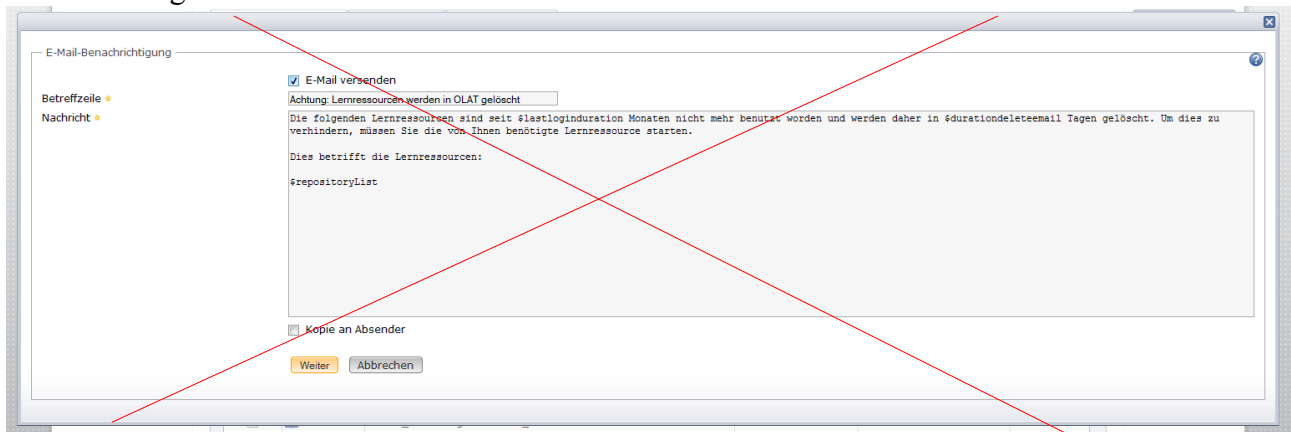 E-Mail-Benachrichtigung
E-Mail versenden
Betreffzeile
Achtung: Lernressourcen werden in OLAT gelöscht
Nachricht
Die folgenden Lernressourcen sind seit $lastloginduration Monaten nicht mehr benutzt worden und werden daher in $durationdeleteemail Tagen gelöscht. Um dies zu
verhindern, müssen Sie die von Ihnen benötigte Lernressource starten.
Dies betrifft die Lernressourcen:
$repositoryList
Kopie an Absender
Weiter Abbrechen